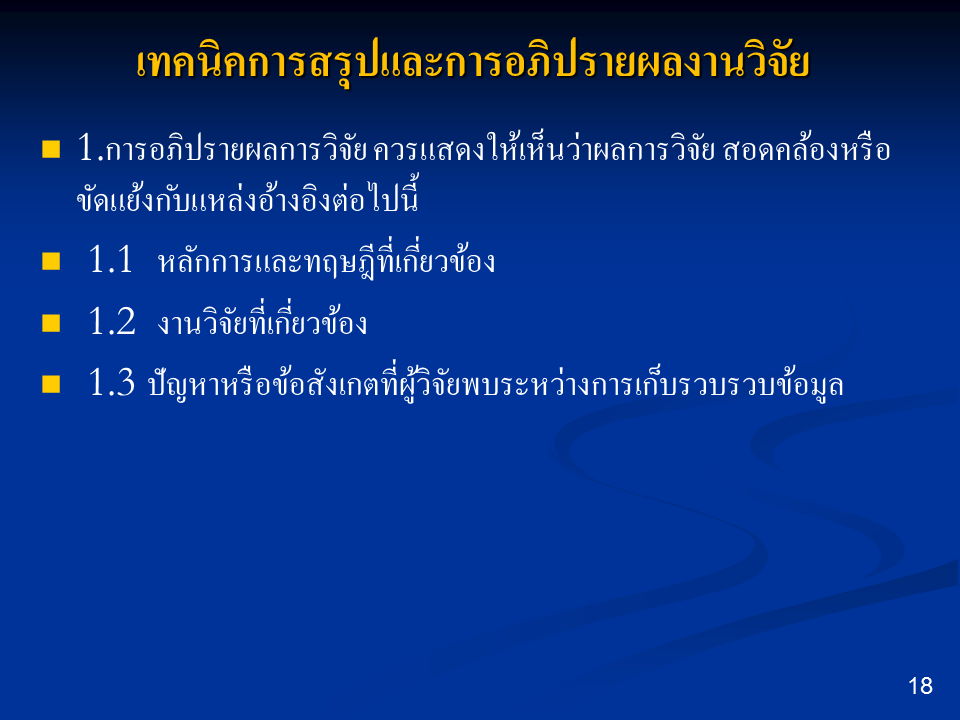 เทคนิคการสรุปและการอภิปรายผลงานวิจัย
1.การอภิปรายผลการวิจัย ควรแสดงให้เห็นว่าผลการวิจัย สอดคล้องหรือ
ขัดแย้งกับแหล่งอ้างอิงต่อไปนี้
1.1 หลักการและทฤษฎีที่เกี่ยวข้อง
1.2 งานวิจัยที่เกี่ยวข้อง
1.3 ปัญหาหรือข้อสังเกตที่ผู้วิจัยพบระหว่างการเก็บรวบรวบข้อมูล
18